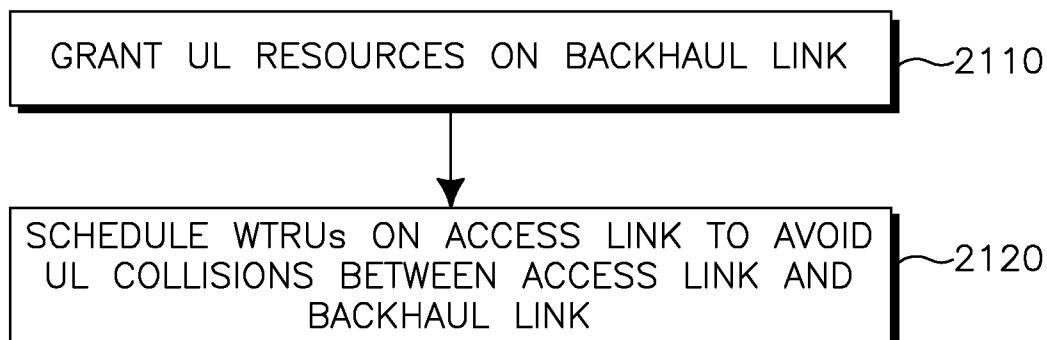 GRANT UL RESOURCES ON BACKHAUL LINK
2110
SCHEDULE WTRUs ON ACCESS LINK TO AVOID
UL COLLISIONS BETWEEN ACCESS LINK AND
BACKHAUL LINK
2120